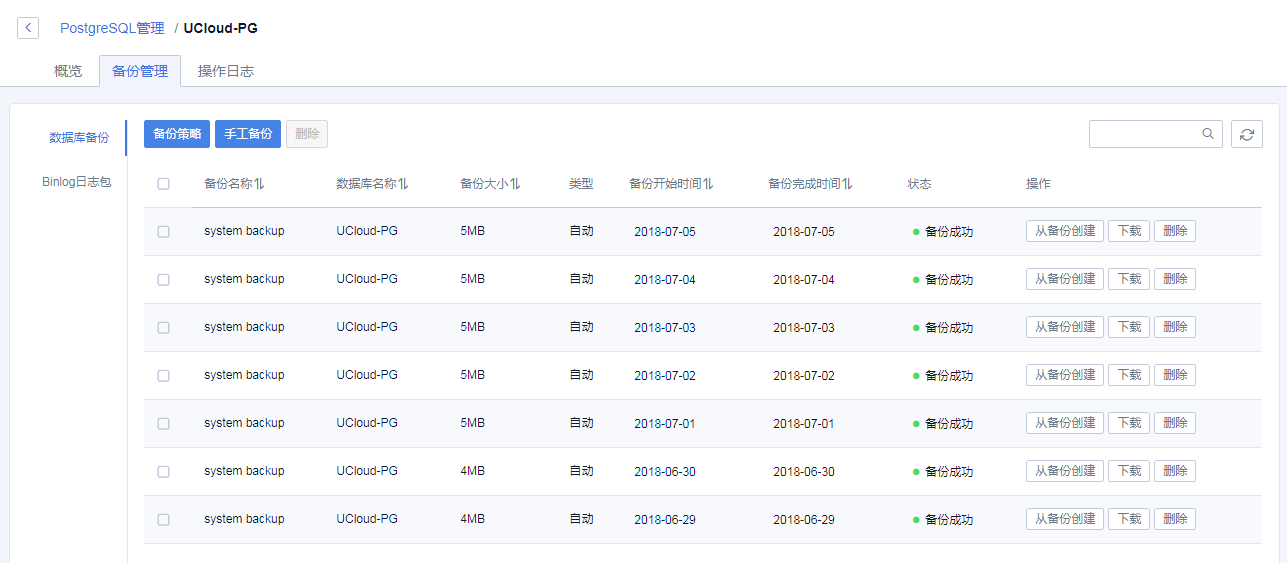 PostgreSQL管理 / UCloud-PG
概览 备份管理 操作日志
数据库备份 备份策略 手工备份 删除
Binlog日志包 备份名称 数据库名称 备份大小 类型 备份开始时间 备份完成时间 状态 操作
system backup UCloud-PG 5MB 自动 2018-07-05 2018-07-05 备份成功 从备份创建 下载 删除
system backup UCloud-PG 5MB 自动 2018-07-04 2018-07-04 备份成功 从备份创建 下载 删除
system backup UCloud-PG 5MB 自动 2018-07-03 2018-07-03 备份成功 从备份创建 下载 删除
system backup UCloud-PG 5MB 自动 2018-07-02 2018-07-02 备份成功 从备份创建 下载 删除
system backup UCloud-PG 5MB 自动 2018-07-01 2018-07-01 备份成功 从备份创建 下载 删除
system backup UCloud-PG 4MB 自动 2018-06-30 2018-06-30 备份成功 从备份创建 下载 删除
system backup UCloud-PG 4MB 自动 2018-06-29 2018-06-29 备份成功 从备份创建 下载 删除